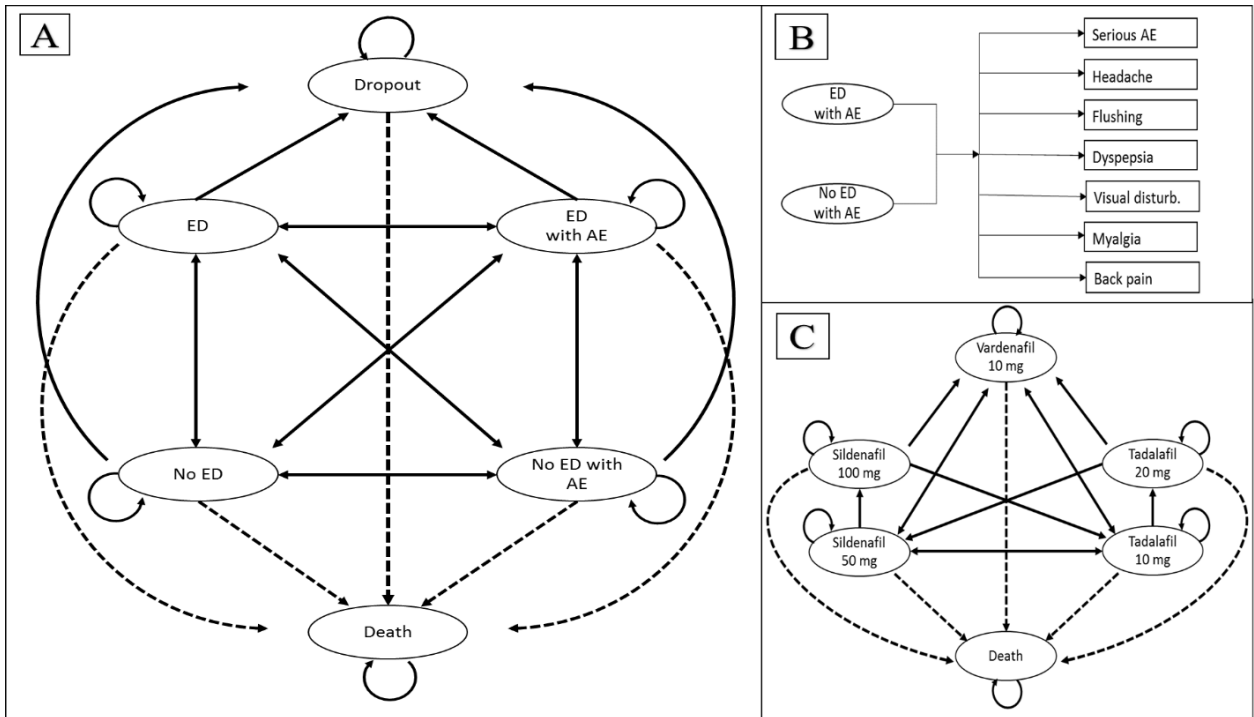 A
Dropout
ED
ED
with AE
No ED
No ED with
AE
Death
B
ED
with AE
No ED
with AE
Serious AE
Headache
Flushing
Dyspepsia
Visual disturb.
Myalgia
Back pain
C
Vardenafil
10 mg
Sildenafil
100 mg
Tadalafil
20 mg
Sildenafil
50 mg
Tadalafil
10 mg
Death